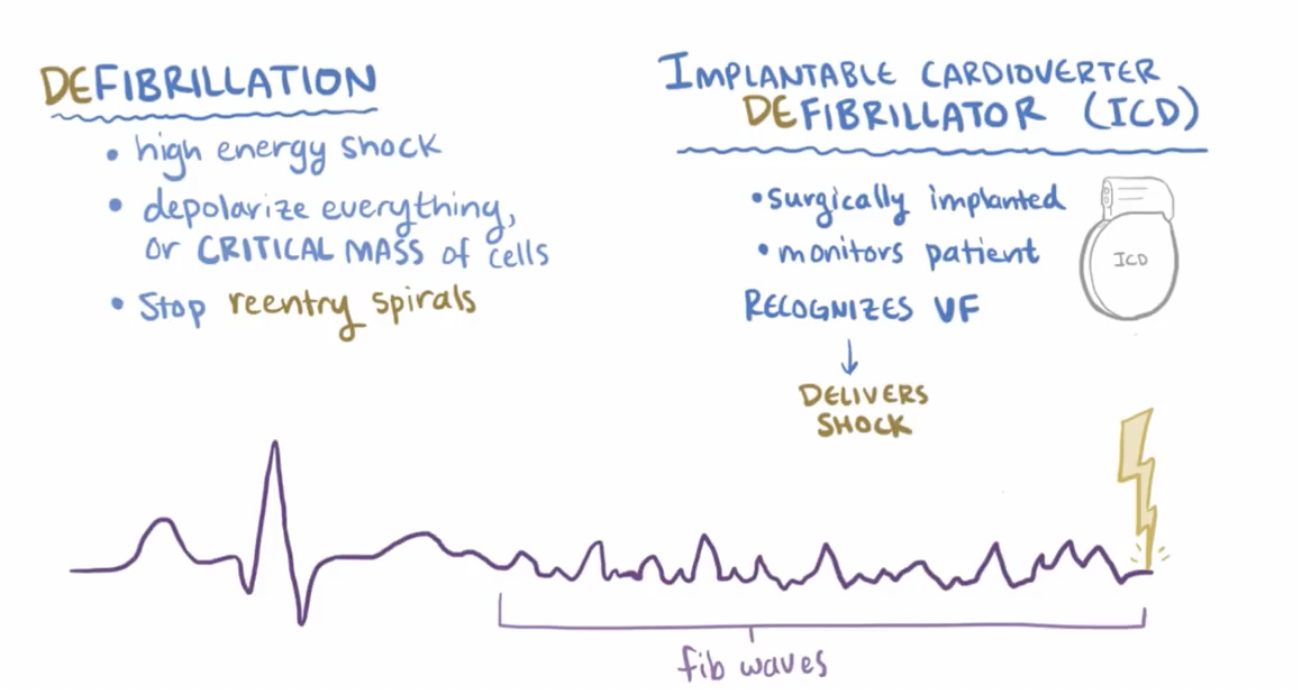 DEFIBRILLATION
• high energy shock
• depolarize everything,
or CRITICAL MASS of cells
• Stop reentry spirals
IMPLANTABLE CARDIOVERTER
DEFIBRILLATOR (ICD)
• surgically implanted
• monitors patient
RECOGNIZES VF
↓
DELIVERS
SHOCK
ICD
fib waves